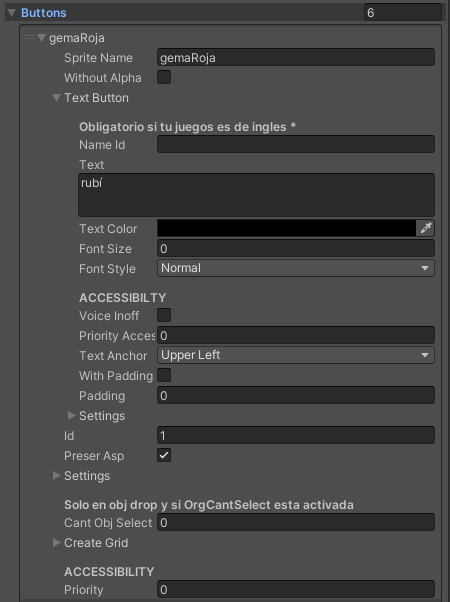 Buttons 6
gemaRoja
Sprite Name gemaRoja
Without Alpha
Text Button
Obligatorio si tu juegos es de ingles *
Name Id
Text
rubí
Text Color
Font Size 0
Font Style Normal
ACCESSIBILTY
Voice Inoff
Priority Acces 0
Text Anchor Upper Left
With Padding
Padding 0
Settings
Id 1
Preser Asp
Settings
Solo en obj drop y si OrgCantSelect esta activada
Cant Obj Select 0
Create Grid
ACCESSIBILITY
Priority 0